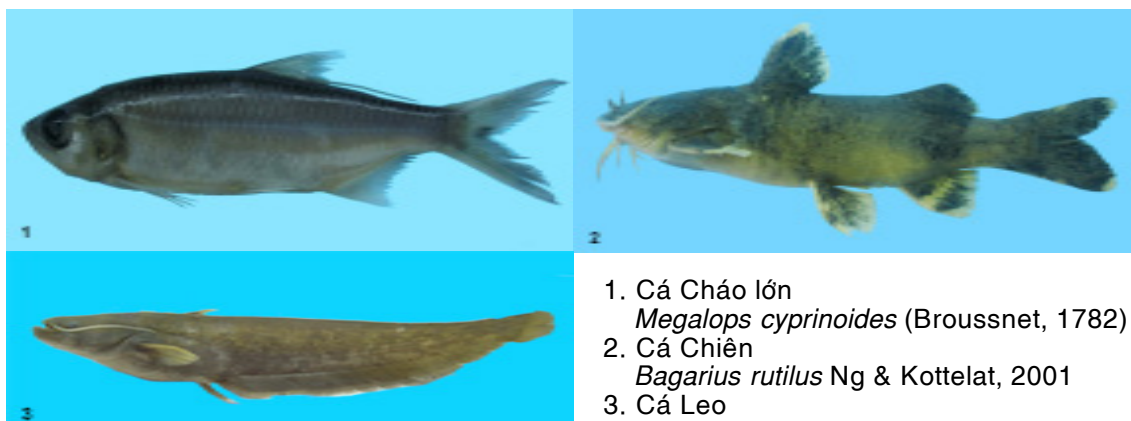 1
2
3
1. Cá Cháo lớn
Megalops cyprinoides (Broussnet, 1782)
2. Cá Chiên
Bagarius rutilus Ng & Kottelat, 2001
3. Cá Leo